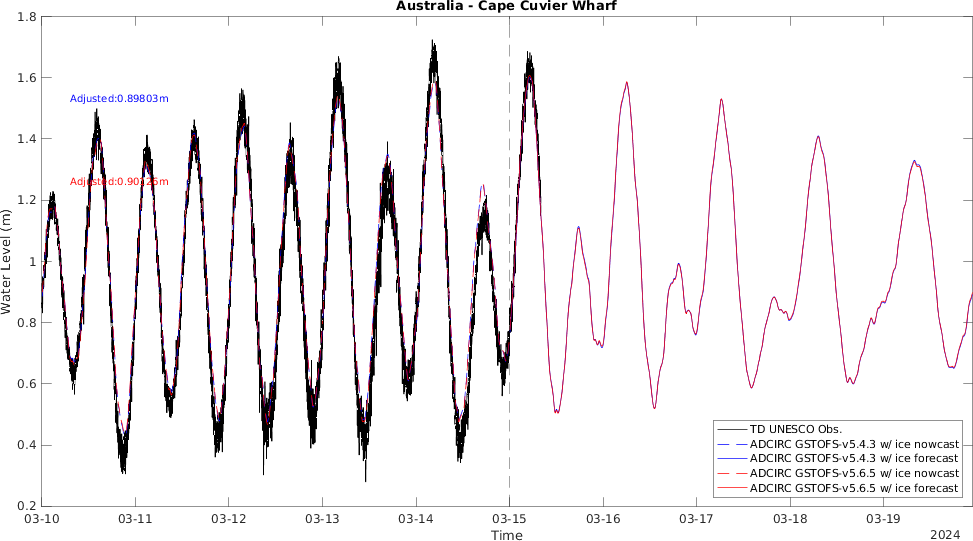 Australia - Cape Cuvier Wharf
1.8
1.6
1.4
1.2
1
0.8
0.6
0.4
0.2
Water Level (m)
Adjusted:0.89803m
03-10
03-11
03-12
03-13
03-14
03-15
03-16
03-17
03-18
03-19
Time
2024
TD UNESCO Obs.
ADCIRC GSTOFS-v5.4.3 w/ ice nowcast
ADCIRC GSTOFS-v5.4.3 w/ ice forecast
ADCIRC GSTOFS-v5.6.5 w/ ice nowcast
ADCIRC GSTOFS-v5.6.5 w/ ice forecast